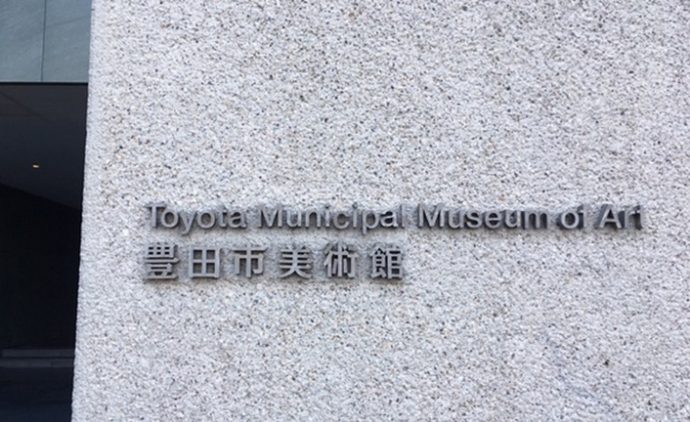 Toyota Municipal Museum of Art
豊田市美術館